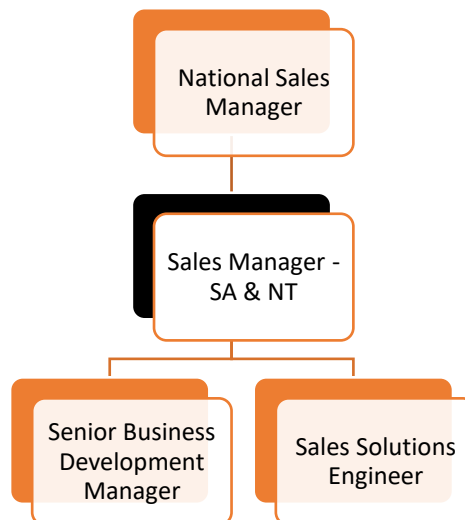 National Sales
Manager
Sales Manager -
SA & NT
Senior Business
Development
Manager
Sales Solutions
Engineer